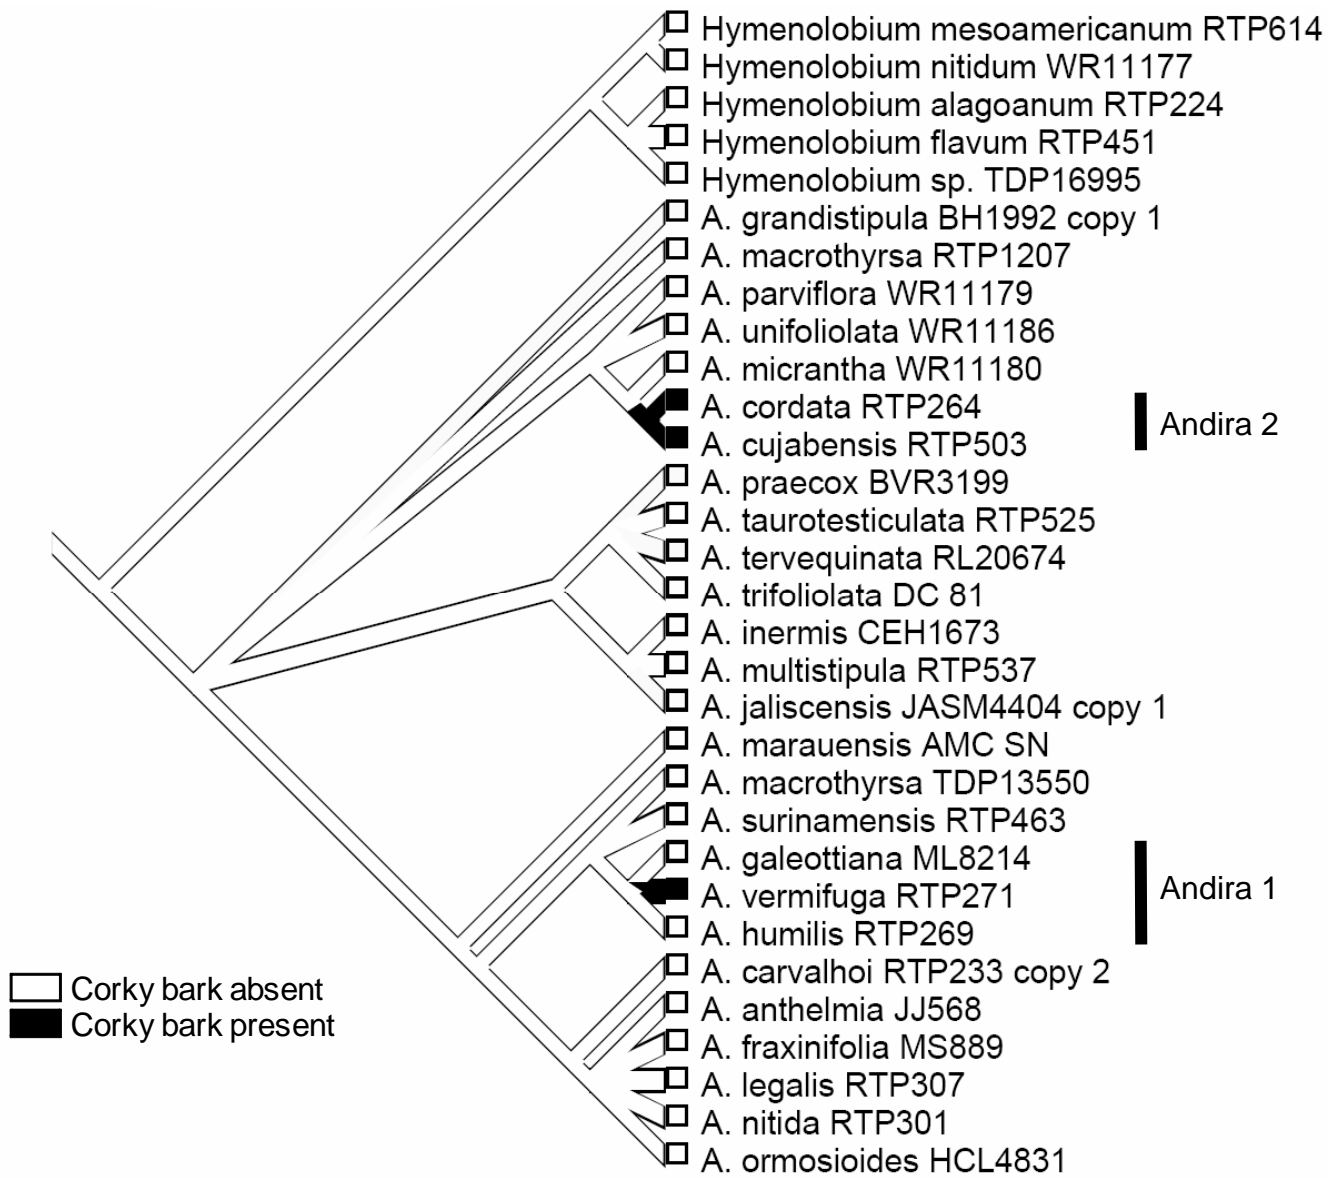 Hymenolobium mesoamericanum RTP614
Hymenolobium nitidum WR11177
Hymenolobium alagoanum RTP224
Hymenolobium flavum RTP451
Hymenolobium sp. TDP16995
A. grandistipula BH1992 copy 1
A. macrothyrsa RTP1207
A. parviflora WR11179
A. unifoliolata WR11186
A. micrantha WR11180
A. cordata RTP264
Andira 2
A. cujabensis RTP503
A. praecox BVR3199
A. taurotesticulata RTP525
A. tervequinata RL20674
A. trifoliolata DC 81
A. inermis CEH1673
A. multistipula RTP537
A. jaliscensis JASM4404 copy 1
A. marauensis AMC SN
A. macrothyrsa TDP13550
A. surinamensis RTP463
A. galeottiana ML8214
A. vermifuga RTP271
Andira 1
A. humilis RTP269
A. carvalhoi RTP233 copy 2
A. anthelmia JJ568
A. fraxinifolia MS889
A. legalis RTP307
A. nitida RTP301
A. ormosioides HCL4831
Corky bark absent
Corky bark present